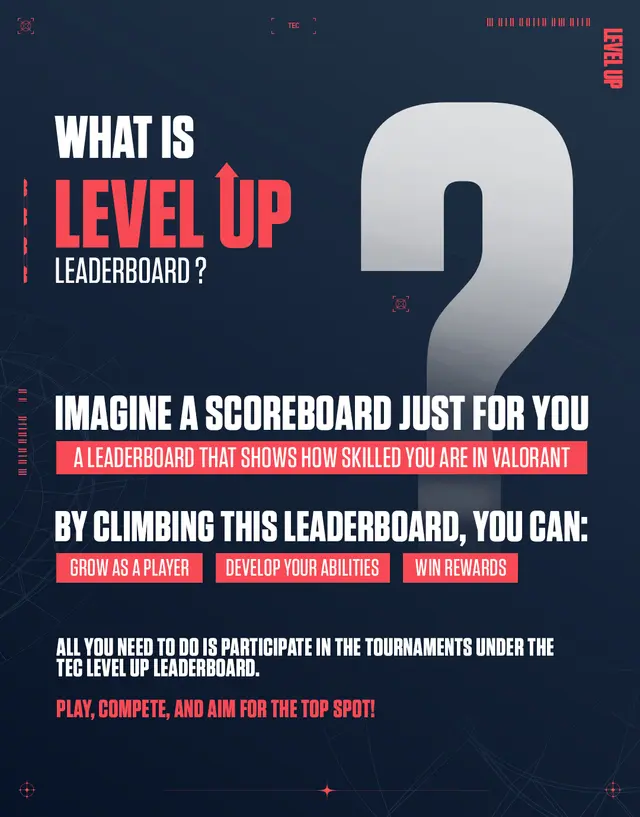 TEC
LEVEL UP
WHAT IS
LEVEL UP
LEADERBOARD ?
IMAGINE A SCOREBOARD JUST FOR YOU
A LEADERBOARD THAT SHOWS HOW SKILLED YOU ARE IN VALORANT
BY CLIMBING THIS LEADERBOARD, YOU CAN:
GROW AS A PLAYER DEVELOP YOUR ABILITIES WIN REWARDS
ALL YOU NEED TO DO IS PARTICIPATE IN THE TOURNAMENTS UNDER THE
TEC LEVEL UP LEADERBOARD.
PLAY, COMPETE, AND AIM FOR THE TOP SPOT!